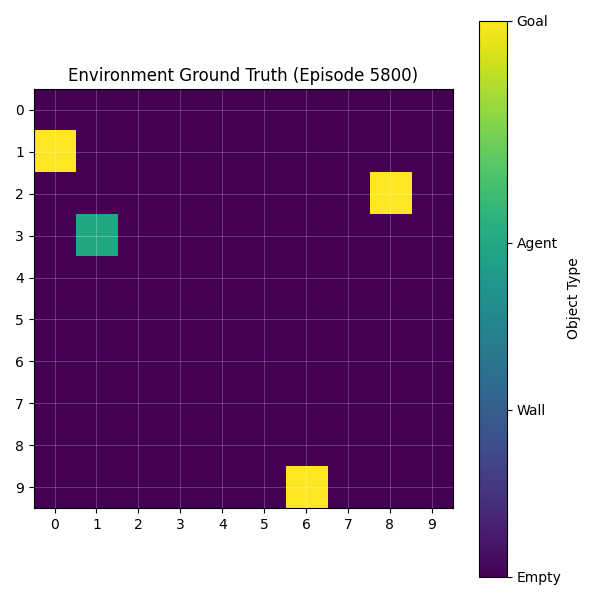 Environment Ground Truth (Episode 5800)
0
1
2
3
4
5
6
7
8
9
0 1 2 3 4 5 6 7 8 9
Goal
Agent
Wall
Empty
Object Type